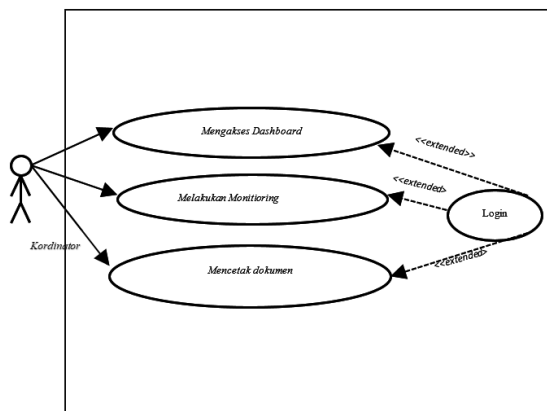 Mengakses Dashboard
<<extended>>
Melakukan Monitioring
<<extended>
Login
Kordinator
Mencetak dokumen
<<extended>